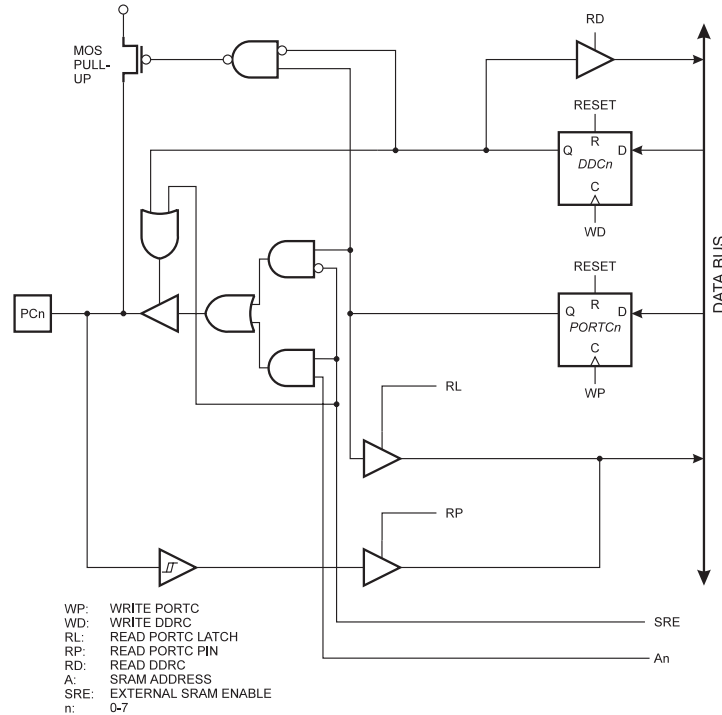 RD
MOS
PULL-
UP
RESET
R
Q
D
DDCn
C
WD
RESET
R
Q
D
PORTCn
C
WP
PCn
DATA BUS
RL
RP
WP: WRITE PORTC
WD: WRITE DDRC
RL: READ PORTC LATCH
RP: READ PORTC PIN
RD: READ DDRC
A: SRAM ADDRESS
SRE: EXTERNAL SRAM ENABLE
n: 0-7
SRE
An